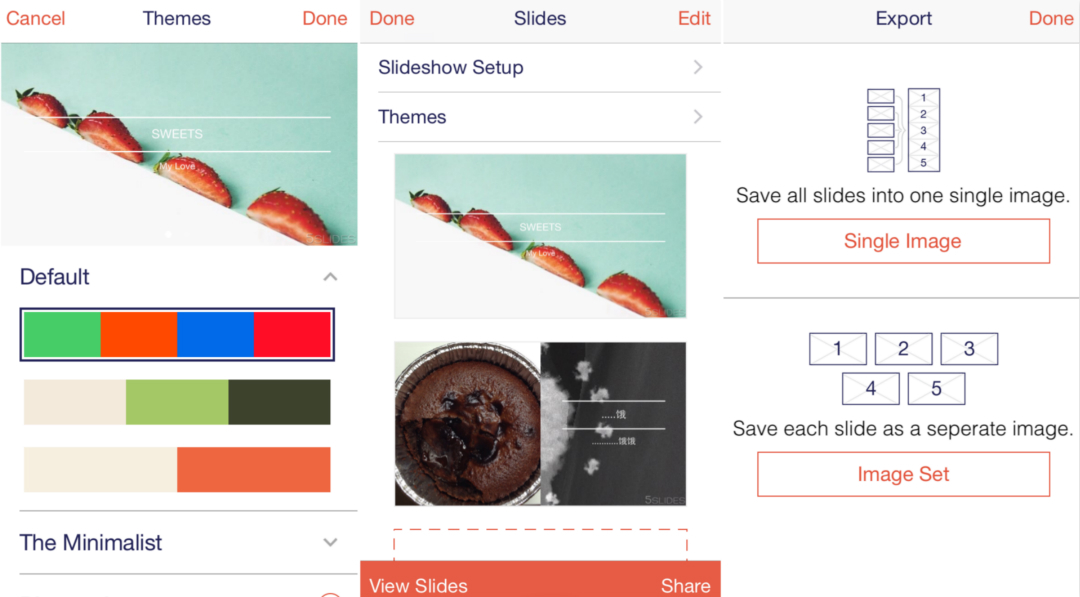 Cancel Themes Done
SWEETS
My Love
5SLIDES
Default
The Minimalist
Done Slides Edit
Slideshow Setup
Themes
SWEETS
My Love
.....饿
...........饿饿
5SLIDES
View Slides Share
Export Done
1
2
3
4
5
Save all slides into one single image.
Single Image
1 2 3
4 5
Save each slide as a seperate image.
Image Set